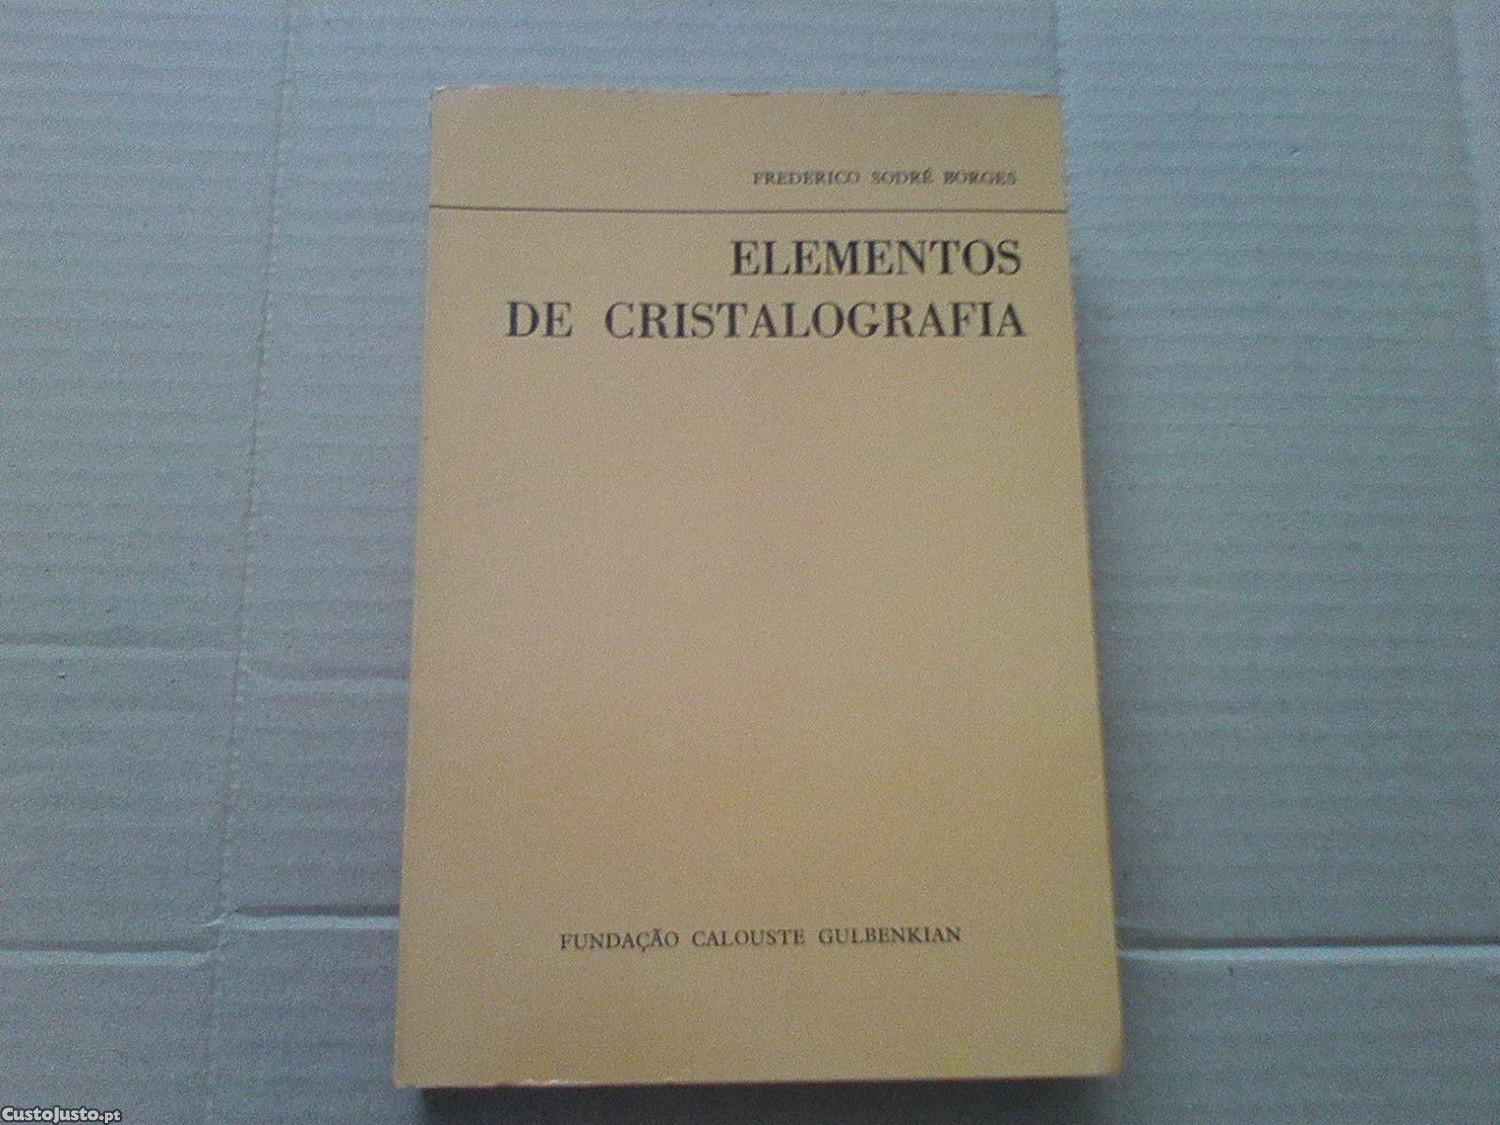 FREDERICO SODRÉ BORGES
ELEMENTOS
DE CRISTALOGRAFIA
FUNDAÇÃO CALOUSTE GULBENKIAN
CustoJusto.pt